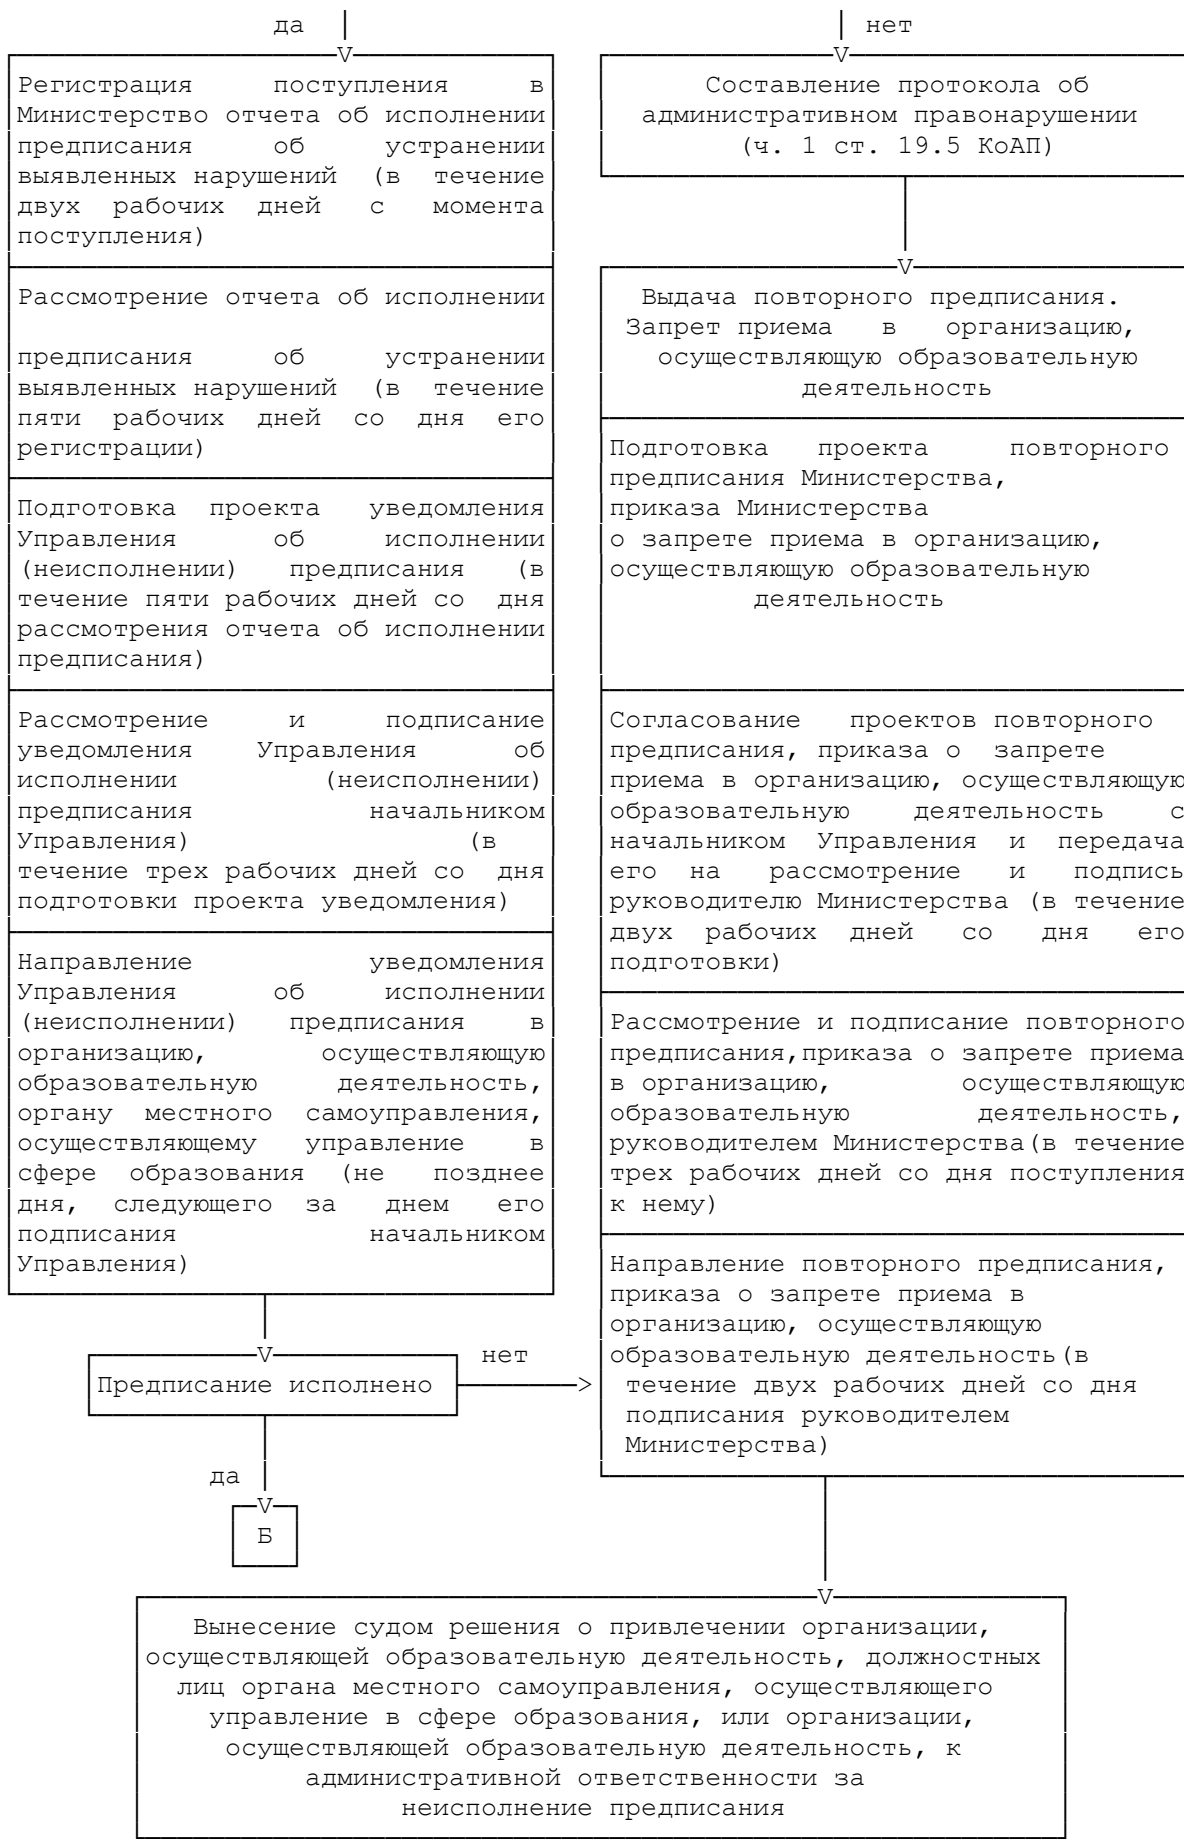 да
нет
Регистрация поступления в
Министерство отчета об исполнении
предписания об устранении
выявленных нарушений (в течение
двух рабочих дней с момента
поступления)
Рассмотрение отчета об исполнении
предписания об устранении
выявленных нарушений (в течение
пяти рабочих дней со дня его
регистрации)
Подготовка проекта уведомления
Управления об исполнении
(неисполнении) предписания (в
течение пяти рабочих дней со дня
рассмотрения отчета об исполнении
предписания)
Рассмотрение и подписание
уведомления Управления об
исполнении (неисполнении)
предписания начальником
Управления) (в
течение трех рабочих дней со дня
подготовки проекта уведомления)
Направление уведомления
Управления об исполнении
(неисполнении) предписания в
организацию, осуществляющую
образовательную деятельность,
органу местного самоуправления,
осуществляющему управление в
сфере образования (не позднее
дня, следующего за днем его
подписания начальником
Управления)
Предписание исполнено
нет
да
Б
Составление протокола об
административном правонарушении
(ч. 1 ст. 19.5 КоАП)
Выдача повторного предписания.
Запрет приема в организацию,
осуществляющую образовательную
деятельность
Подготовка проекта повторного
предписания Министерства,
приказа Министерства
о запрете приема в организацию,
осуществляющую образовательную
деятельность
Согласование проектов повторного
предписания, приказа о запрете
приема в организацию, осуществляющую
образовательную деятельность с
начальником Управления и передача
его на рассмотрение и подпись
руководителю Министерства (в течение
двух рабочих дней со дня его
подготовки)
Рассмотрение и подписание повторного
предписания,приказа о запрете приема
в организацию, осуществляющую
образовательную деятельность,
руководителем Министерства(в течение
трех рабочих дней со дня поступления
к нему)
Направление повторного предписания,
приказа о запрете приема в
организацию, осуществляющую
образовательную деятельность(в
течение двух рабочих дней со дня
подписания руководителем
Министерства)
Вынесение судом решения о привлечении организации,
осуществляющей образовательную деятельность, должностных
лиц органа местного самоуправления, осуществляющего
управление в сфере образования, или организации,
осуществляющей образовательную деятельность, к
административной ответственности за
неисполнение предписания